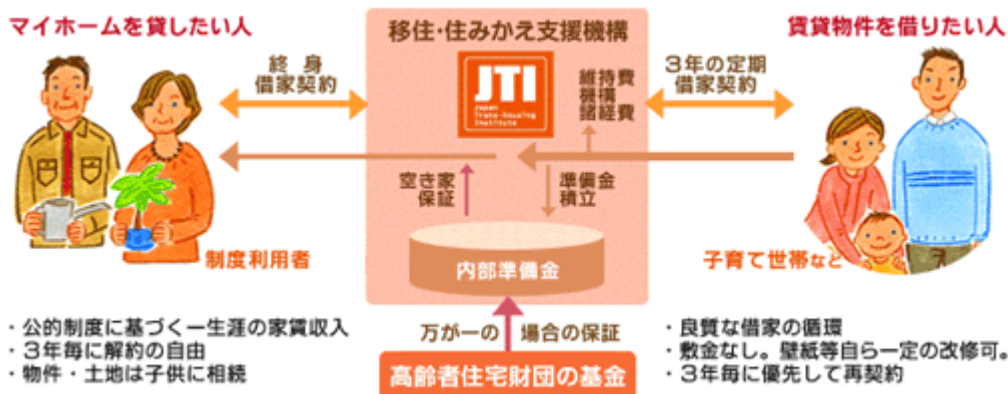 マイホームを貸したい人
移住・住みかえ支援機構
賃貸物件を借りたい人
終身
借家契約
JTI
Japan
Trans-housing
Institute
維持費
機構
諸経費
3年の定期
借家契約
空き家
保証
準備金
積立
制度利用者
内部準備金
子育て世帯など
・公的制度に基づく一生涯の家賃収入
・3年毎に解約の自由
・物件・土地は子供に相続
万が一の 場合の保証
高齢者住宅財団の基金
・良質な借家の循環
・敷金なし。壁紙等自ら一定の改修可。
・3年毎に優先して再契約